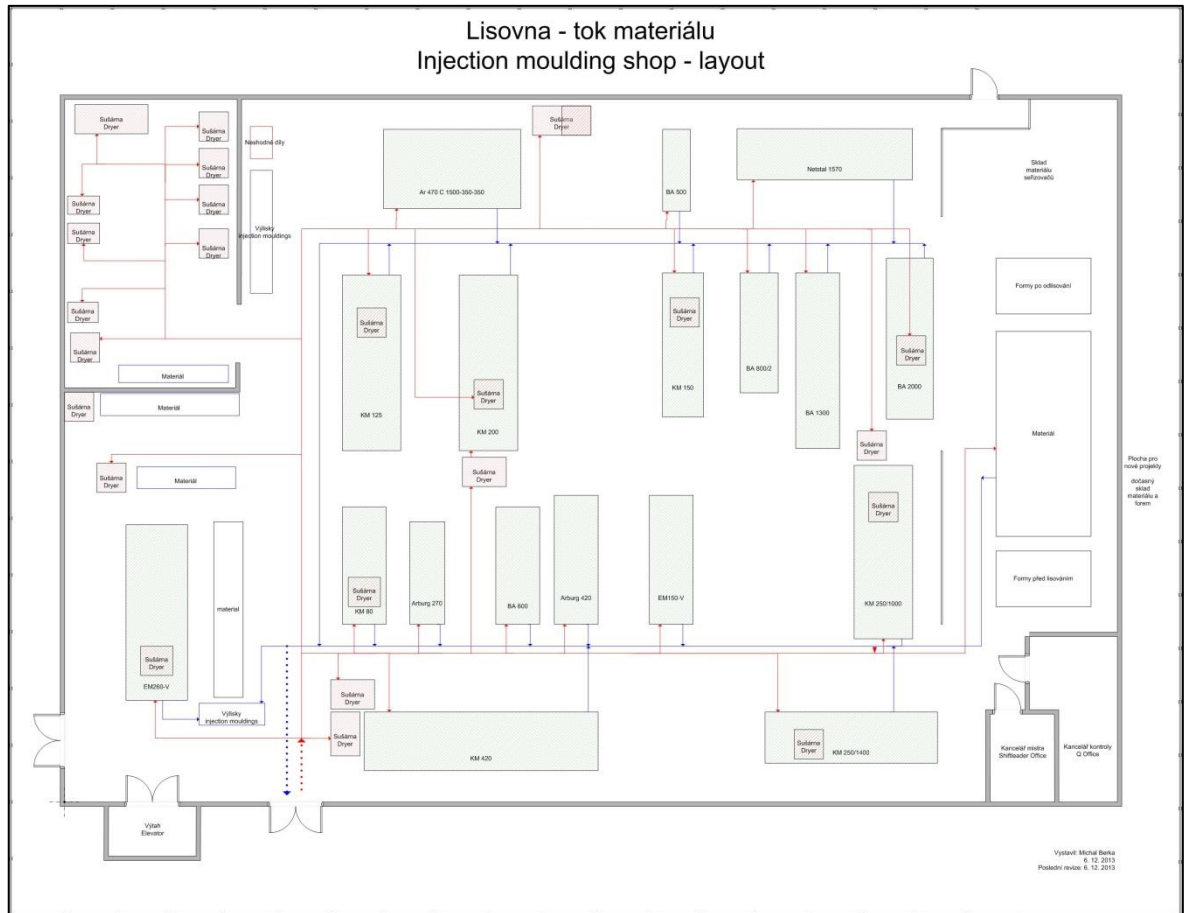 Lisovna - tok materiálu
Injection moulding shop - layout
Sušárna
Dryer
Sušárna
Dryer
Sušárna
Dryer
Sušárna
Dryer
Sušárna
Dryer
Sušárna
Dryer
Sušárna
Dryer
Sušárna
Dryer
Sušárna
Dryer
Materiál
Neshodné díly
Výlisky
injection mouldings
Ar 470 C 1500-350-350
Sušárna
Dryer
BA 500
Netstal 1570
Sklad
materiálu
seřizovačů
Sušárna
Dryer
KM 125
Sušárna
Dryer
KM 200
Sušárna
Dryer
Sušárna
Dryer
KM 150
BA 800/2
BA 1300
Sušárna
Dryer
BA 2000
Formy po odlisování
Materiál
Formy před lisováním
Plocha pro
nové projekty
dočasný
sklad
materiálu a
forem
Sušárna
Dryer
Materiál
Sušárna
Dryer
Materiál
material
Sušárna
Dryer
EM260-V
Výlisky
injection mouldings
Sušárna
Dryer
KM 80
Arburg 270
BA 600
Arburg 420
EM150-V
Sušárna
Dryer
Sušárna
Dryer
KM 250/1000
Sušárna
Dryer
Sušárna
Dryer
KM 420
Sušárna
Dryer
KM 250/1400
Kancelář mistra
Shiftleader Office
Kancelář kontroly
Q Office
Výtah
Elevator
Vystavil: Michal Berka
6. 12. 2013
Poslední revize: 6. 12. 2013